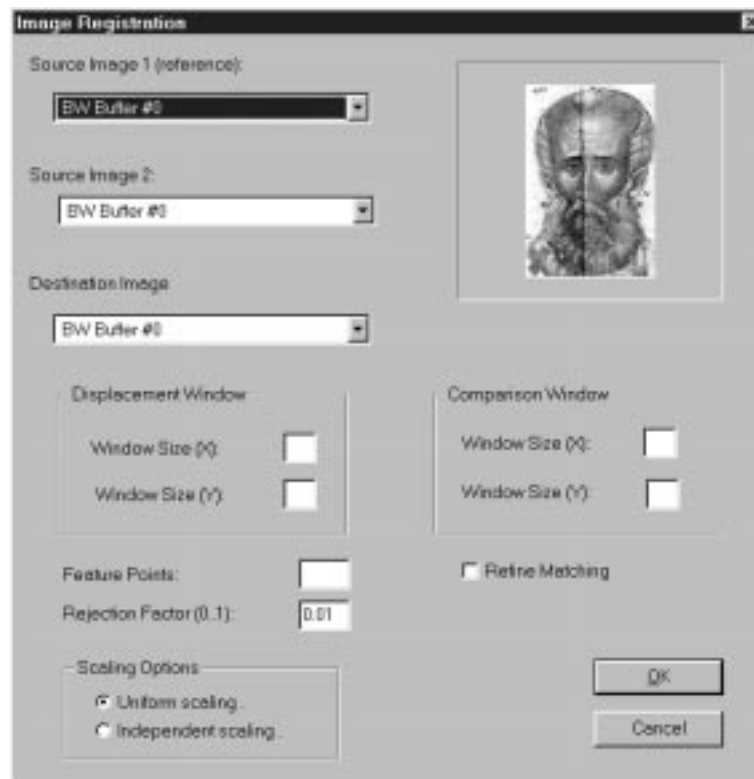 Image Registration
Source Image 1 (reference):
BW Buffer #0
Source Image 2:
BW Buffer #0
Destination Image
BW Buffer #0
Displacement Window
Window Size (X):
Window Size (Y):
Comparison Window
Window Size (X):
Window Size (Y):
Feature Points:
Refine Matching
Rejection Factor (0..1):
0.01
Scaling Options
Uniform scaling..
Independent scaling..
OK
Cancel